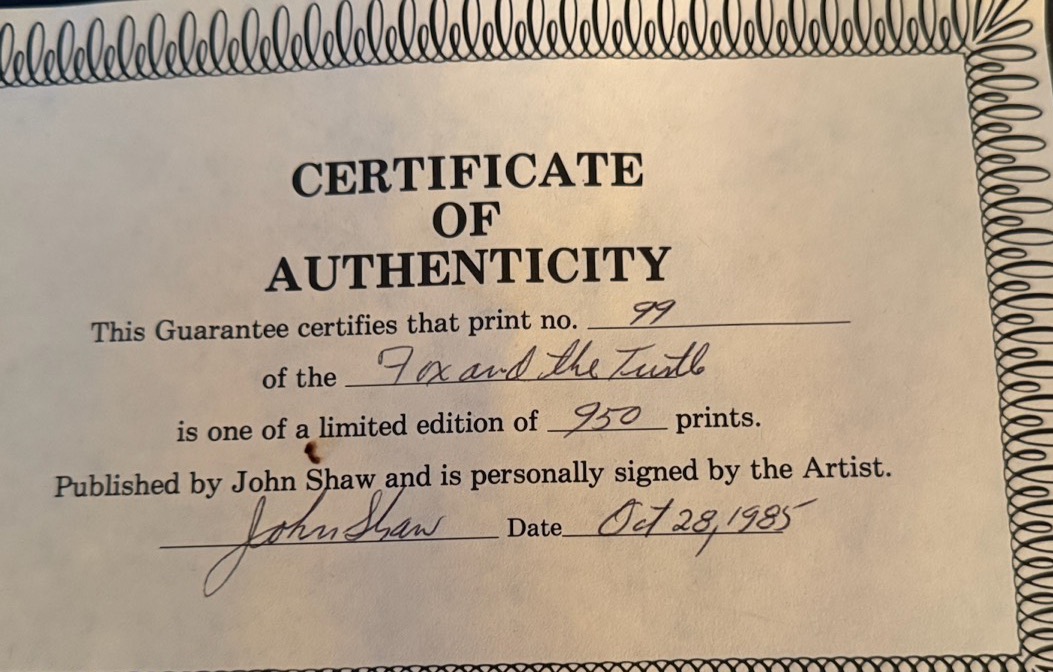 CERTIFICATE
OF
AUTHENTICITY
This Guarantee certifies that print no. 99
of the Fox and the Turtle
is one of a limited edition of 950 prints.
Published by John Shaw and is personally signed by the Artist.
John Shaw Date Oct 28, 1985